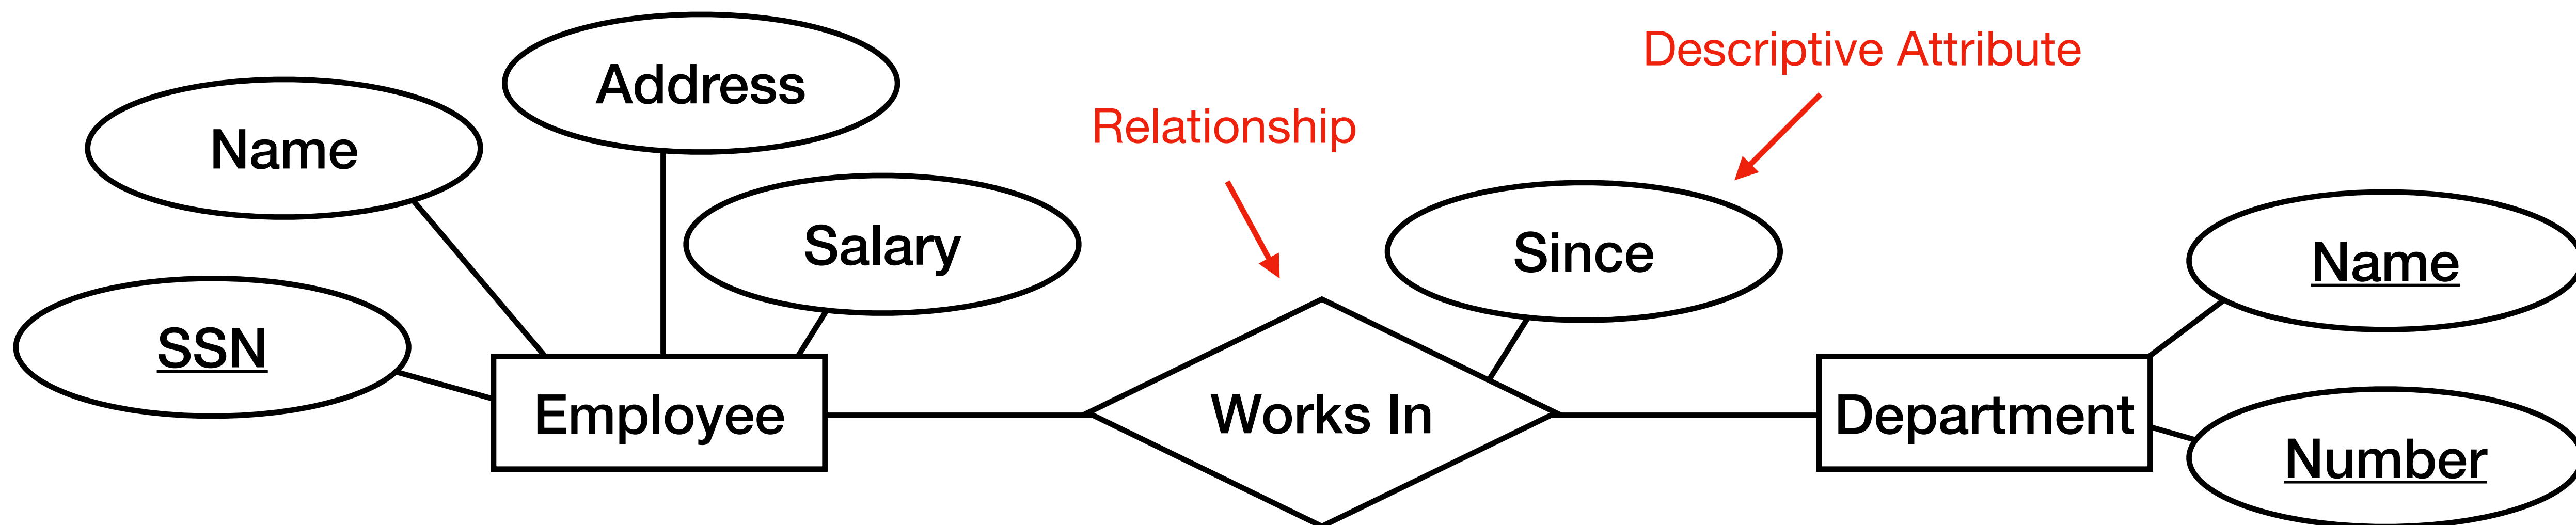 Descriptive Attribute
Address
Relationship
Name
Salary
Since
Name
SSN
Employee
Works In
Department
Number